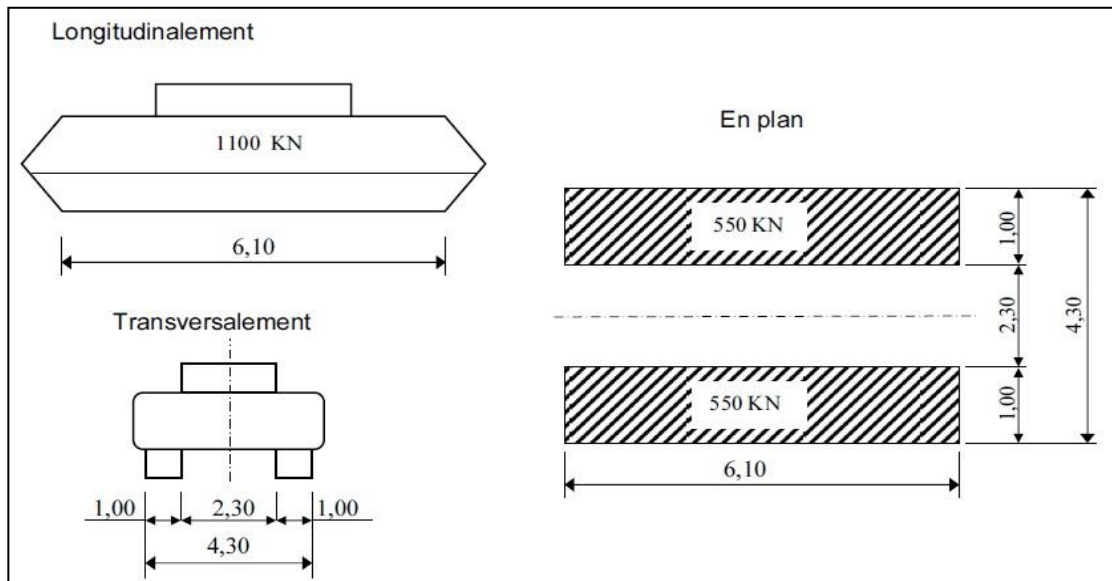 Longitudinalement
1100 KN
6,10
Transversalement
1,00
2,30
1,00
4,30
En plan
550 KN
1,00
2,30
4,30
550 KN
1,00
6,10